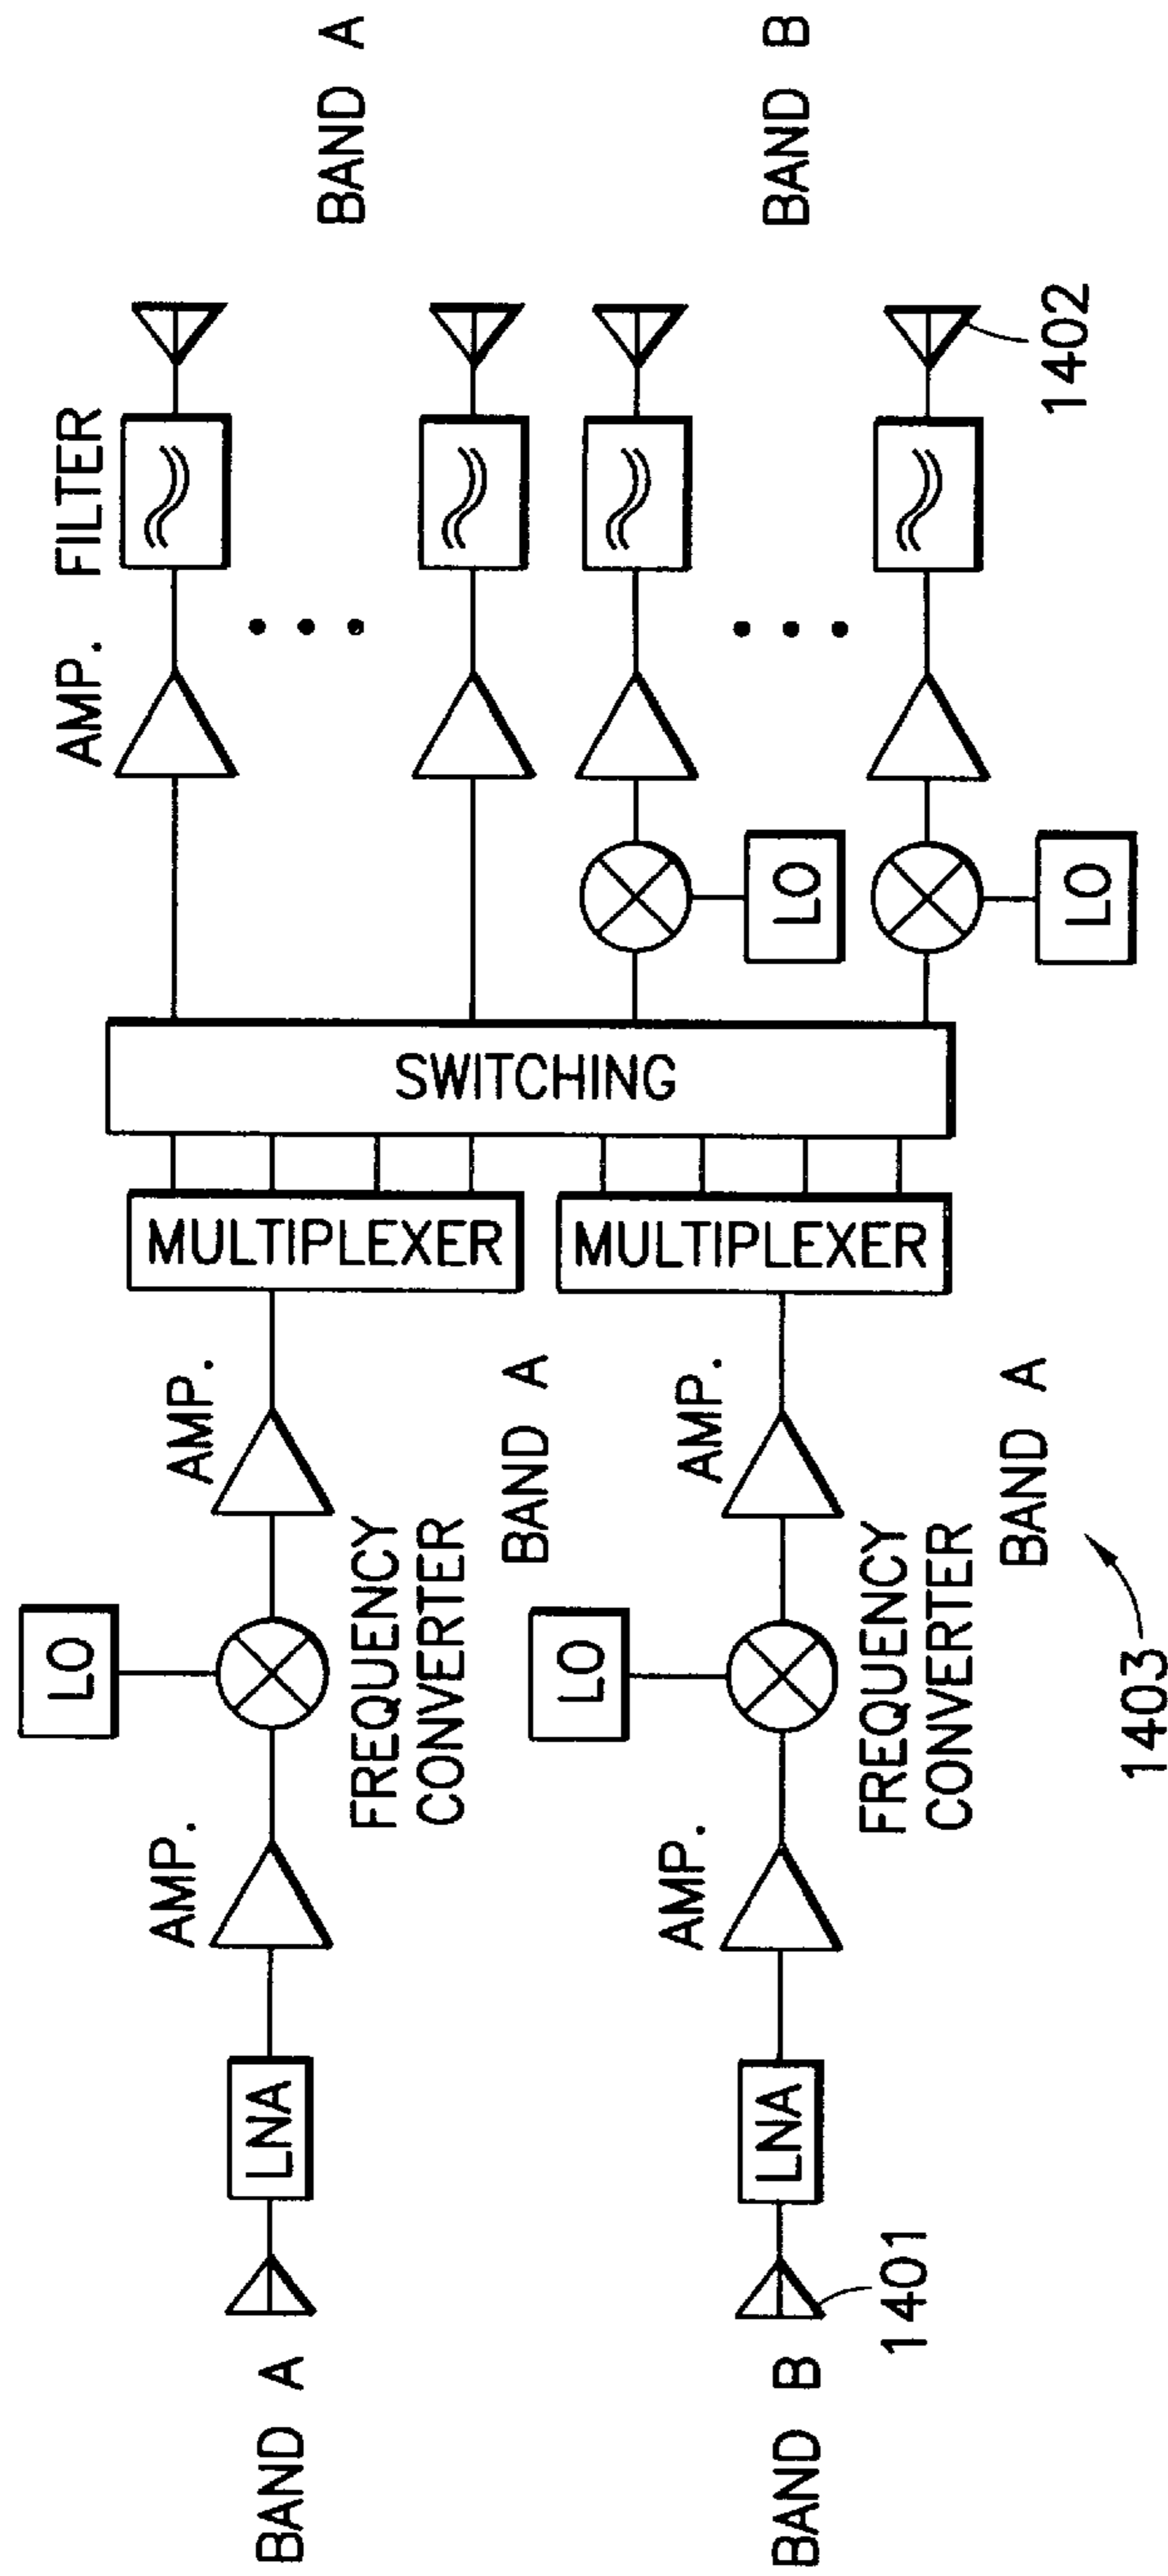 BAND A
LNA
AMP.
LO
FREQUENCY
CONVERTER
AMP.
BAND A
MULTIPLEXER
BAND B
1401
LNA
AMP.
LO
FREQUENCY
CONVERTER
AMP.
BAND A
1403
MULTIPLEXER
SWITCHING
AMP.
FILTER
BAND A
LO
LO
BAND B
1402